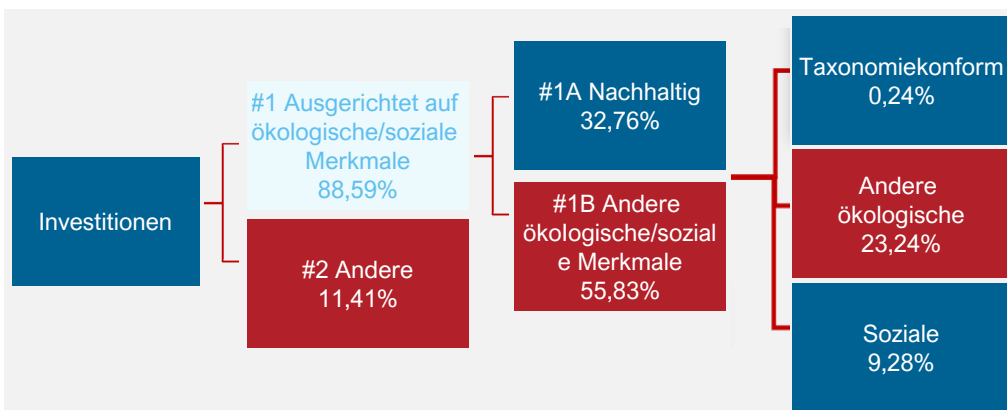 Investitionen
#1 Ausgerichtet auf
ökologische/soziale
Merkmale
88,59%
#2 Andere
11,41%
#1A Nachhaltig
32,76%
#1B Andere
ökologische/sozial
e Merkmale
55,83%
Taxonomiekonform
0,24%
Andere
ökologische
23,24%
Soziale
9,28%